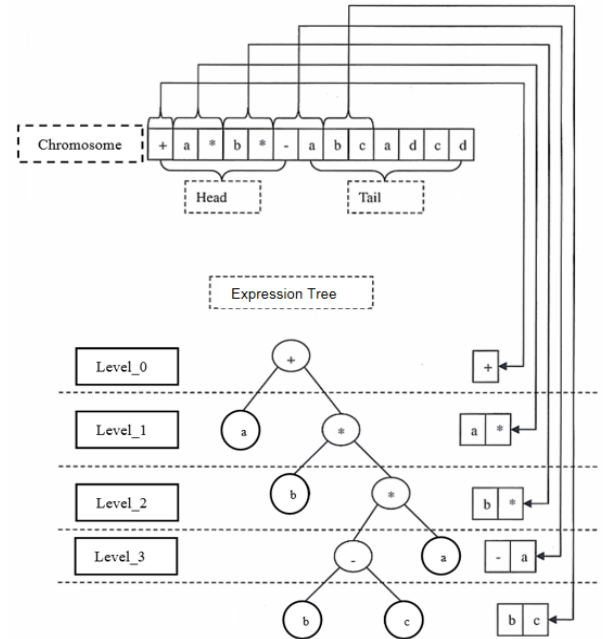 Chromosome + a * b * - a b c a d c d
Head Tail
Expression Tree
Level_0 + +
Level_1 a * a *
Level_2 b * b *
Level_3 - a - a
b c b c